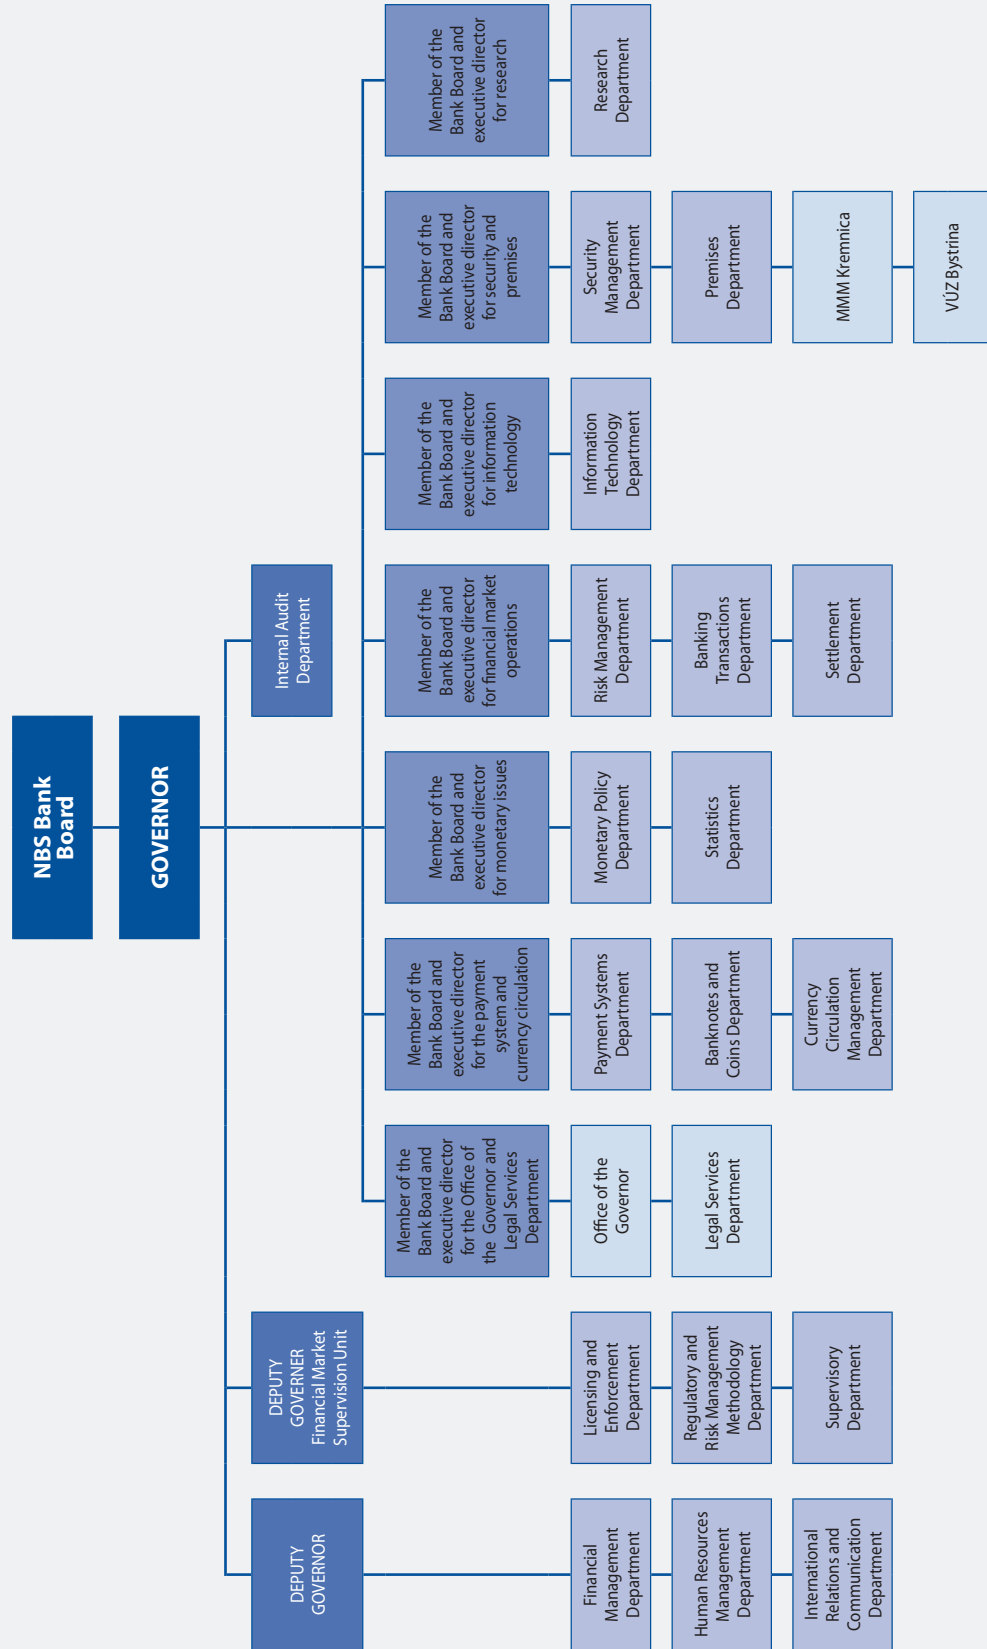 NBS Bank
Board
GOVERNOR
DEPUTY
GOVERNOR
DEPUTY
GOVERNER
Financial Market
Supervision Unit
Internal Audit
Department
Member of the
Bank Board and
executive director
for the Office of
the Governor and
Legal Services
Department
Member of the
Bank Board and
executive director
for the payment
system and
currency circulation
Member of the
Bank Board and
executive director
for monetary issues
Member of the
Bank Board and
executive director
for financial market
operations
Member of the
Bank Board and
executive director
for information
technology
Member of the
Bank Board and
executive director
for security and
premises
Member of the
Bank Board and
executive director
for research
Financial
Management
Department
Licensing and
Enforcement
Department
Office of the
Governor
Payment Systems
Department
Monetary Policy
Department
Risk Management
Department
Information
Technology
Department
Security
Management
Department
Research
Department
Human Resources
Management
Department
Regulatory and
Risk Management
Methodology
Department
Legal Services
Department
Banknotes and
Coins Department
Statistics
Department
Banking
Transactions
Department
Premises
Department
International
Relations and
Communication
Department
Supervisory
Department
Currency
Circulation
Management
Department
Settlement
Department
MMM Kremnica
VÚZ Bystrina